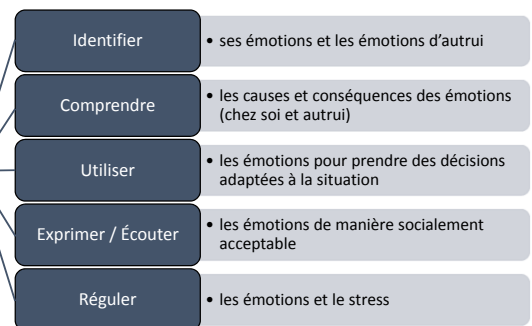 Identifier
• ses émotions et les émotions d'autrui
Comprendre
• les causes et conséquences des émotions
(chez soi et autrui)
Utiliser
• les émotions pour prendre des décisions
adaptées à la situation
Exprimer / Écouter
• les émotions de manière socialement
acceptable
Réguler
• les émotions et le stress